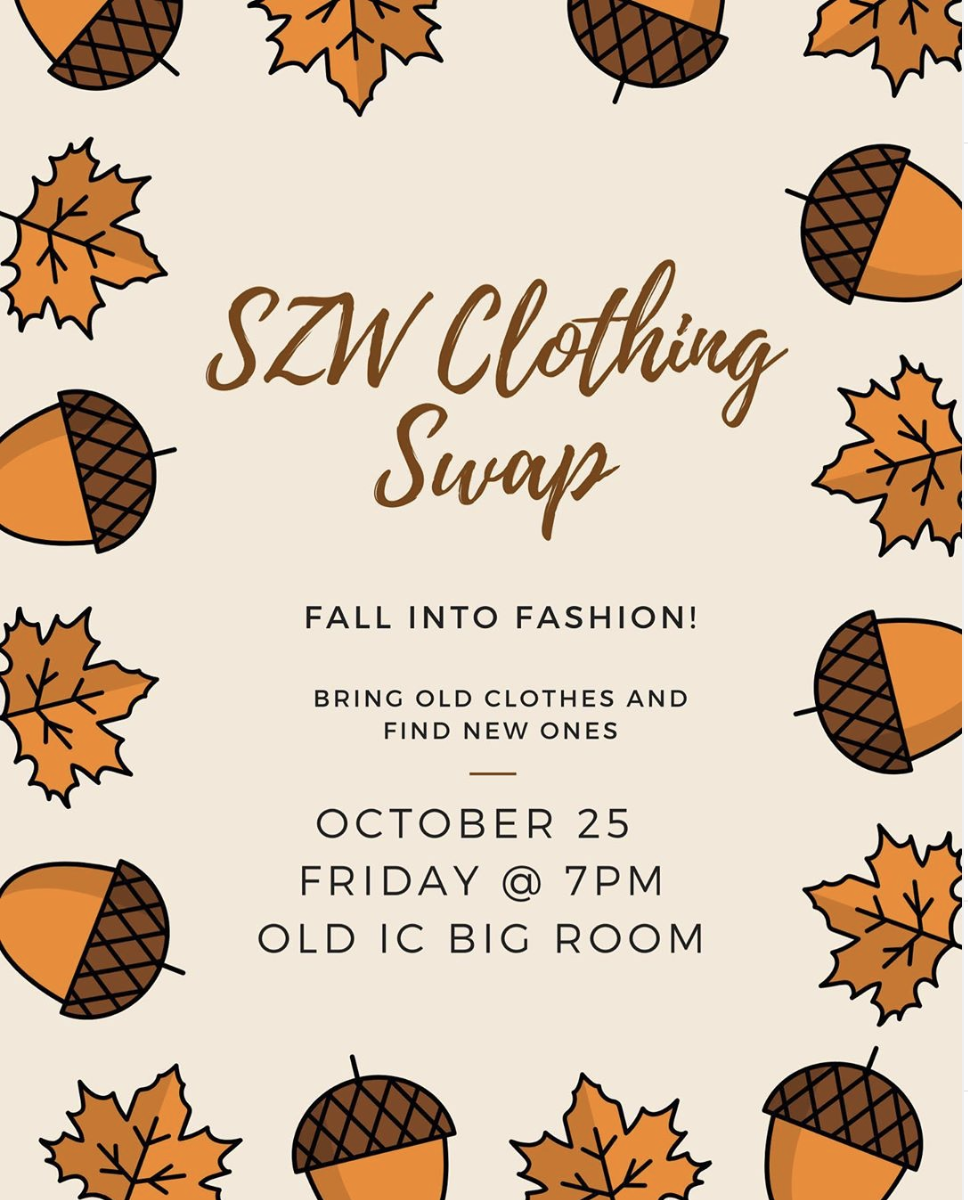 SZW Clothing
Swap
FALL INTO FASHION!
BRING OLD CLOTHES AND
FIND NEW ONES
OCTOBER 25
FRIDAY @ 7PM
OLD IC BIG ROOM